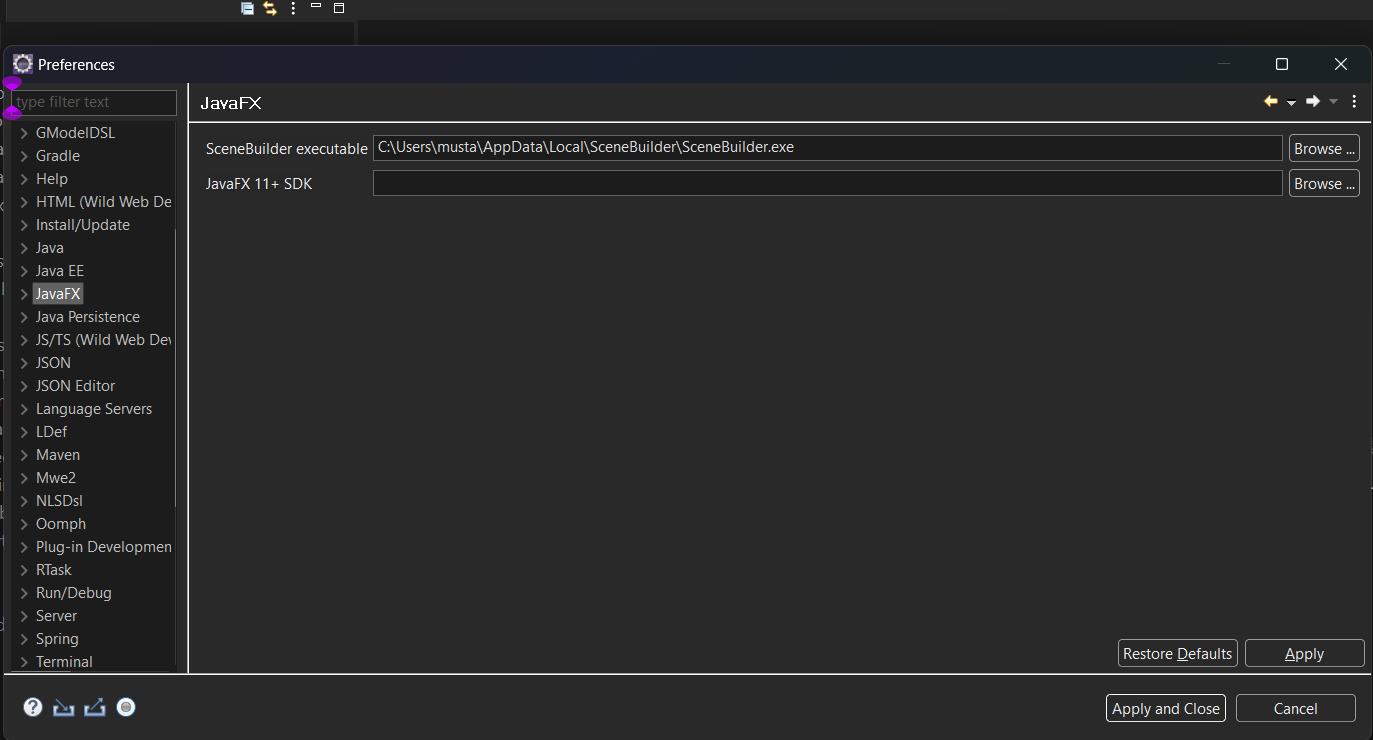 Preferences
type filter text
GModelDSL
Gradle
Help
HTML (Wild Web De
Install/Update
Java
Java EE
JavaFX
Java Persistence
JS/TS (Wild Web Dev
JSON
JSON Editor
Language Servers
LDef
Maven
Mwe2
NLSDsl
Oomph
Plug-in Developmen
RTask
Run/Debug
Server
Spring
Terminal
JavaFX
SceneBuilder executable C:\Users\musta\AppData\Local\SceneBuilder\SceneBuilder.exe Browse ...
JavaFX 11+ SDK Browse ...
Restore Defaults Apply
Apply and Close Cancel